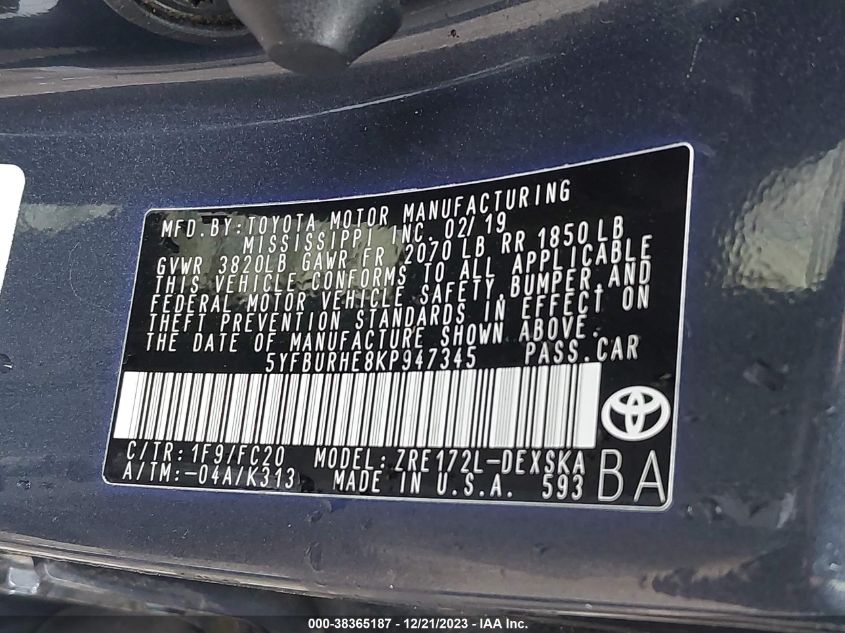 MFD. BY: TOYOTA MOTOR MANUFACTURING
MISSISSIPPI INC. 02/19
GVWR 3820LB GAWR FR 2070 LB RR 1850 LB
THIS VEHICLE CONFORMS TO ALL APPLICABLE
FEDERAL MOTOR VEHICLE SAFETY, BUMPER, AND
THEFT PREVENTION STANDARDS IN EFFECT ON
THE DATE OF MANUFACTURE SHOWN ABOVE.
5YFBURHE8KP947345 PASS.CAR
C/TR: 1F9/FC20 MODEL: ZRE172L-DEXSKA
A/TM: -04A/K313 MADE IN U.S.A. 593 BA
000-38365187 - 12/21/2023 - IAA Inc.